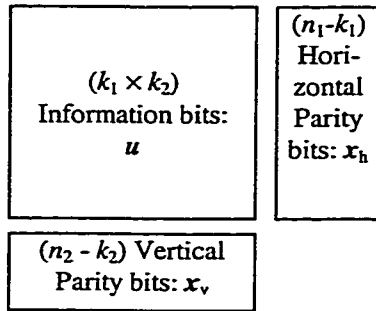 (k₁ × k₂)
Information bits:
u
(n₁-k₁)
Hori-
zontal
Parity
bits: xₕ
(n₂ - k₂) Vertical
Parity bits: xᵥ